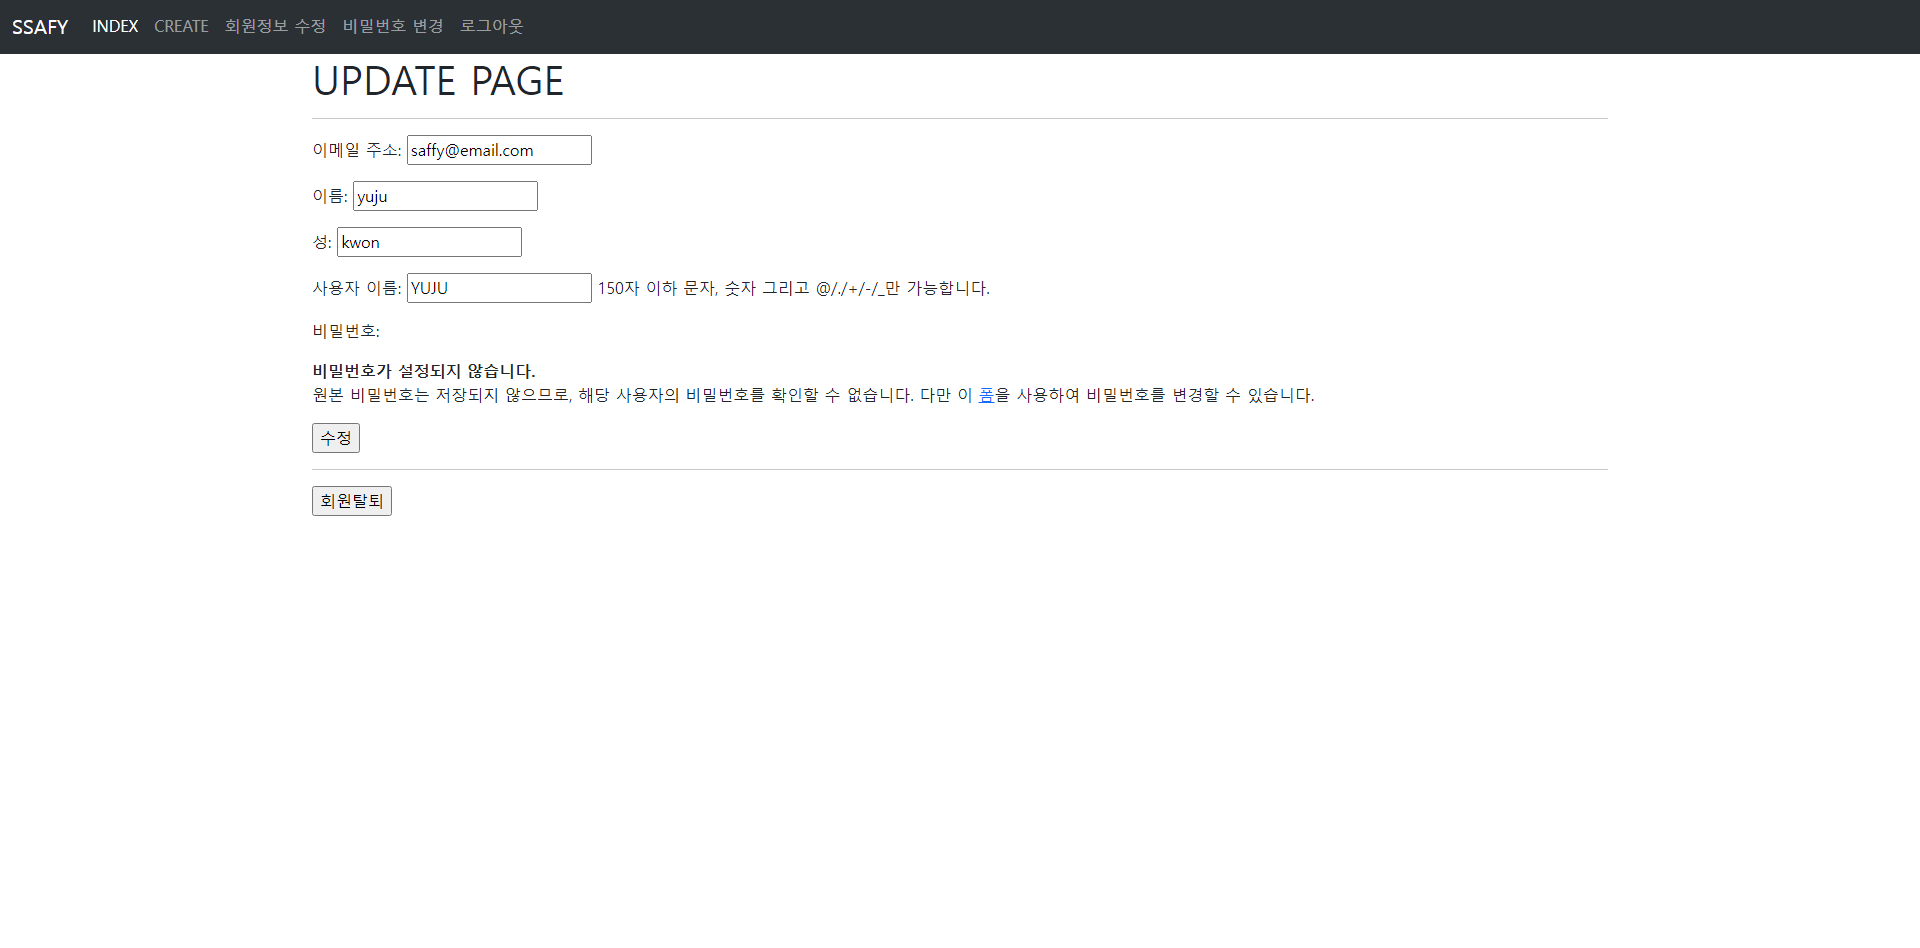 SSAFY INDEX CREATE 회원정보 수정 비밀번호 변경 로그아웃
UPDATE PAGE
이메일 주소: saffy@email.com
이름: yuju
성: kwon
사용자 이름: YUJU 150자 이하 문자, 숫자 그리고 @/./+/-/_만 가능합니다.
비밀번호:
비밀번호가 설정되지 않습니다.
원본 비밀번호는 저장되지 않으므로, 해당 사용자의 비밀번호를 확인할 수 없습니다. 다만 이 폼을 사용하여 비밀번호를 변경할 수 있습니다.
수정
회원탈퇴